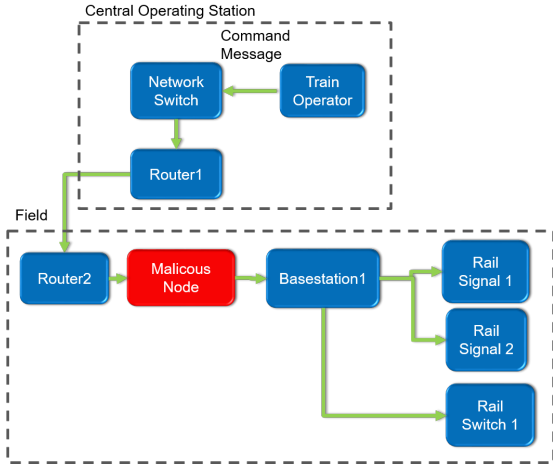 Central Operating Station
Command
Message
Network
Switch
Train
Operator
Router1
Field
Router2
Malicous
Node
Basestation1
Rail
Signal 1
Rail
Signal 2
Rail
Switch 1